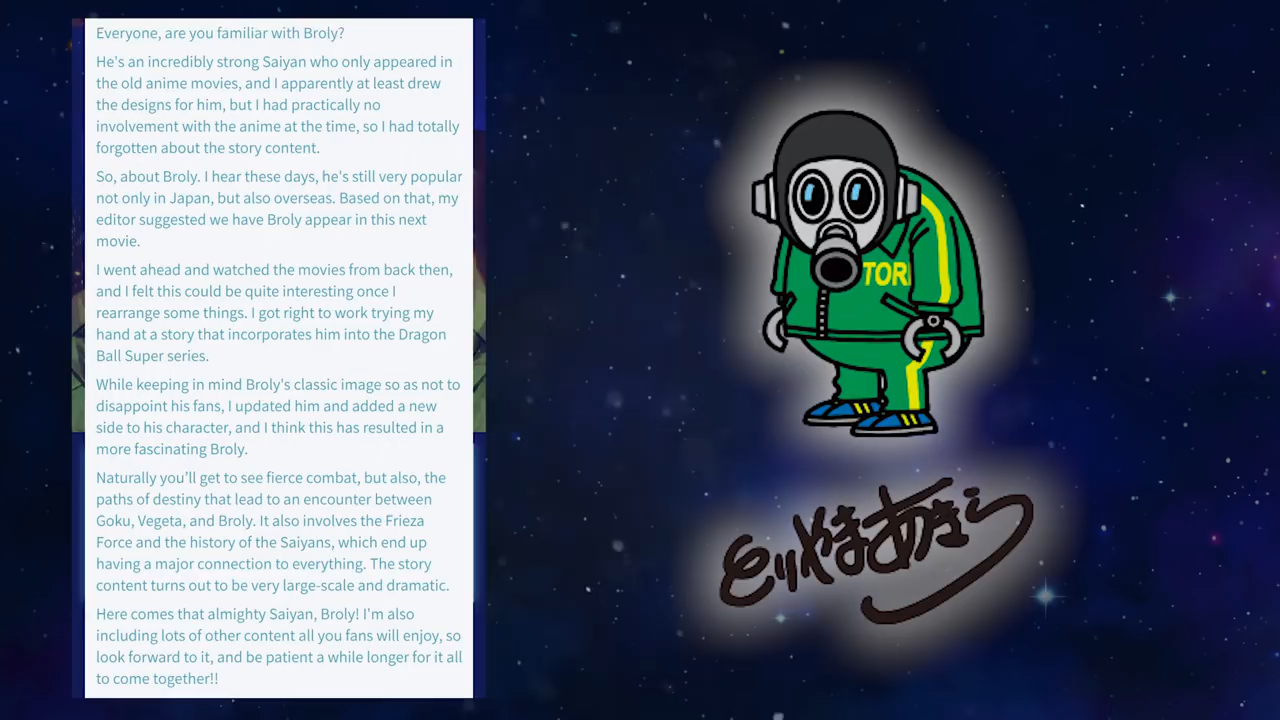 Everyone, are you familiar with Broly?
He's an incredibly strong Saiyan who only appeared in
the old anime movies, and I apparently at least drew
the designs for him, but I had practically no
involvement with the anime at the time, so I had totally
forgotten about the story content.
So, about Broly. I hear these days, he's still very popular
not only in Japan, but also overseas. Based on that, my
editor suggested we have Broly appear in this next
movie.
I went ahead and watched the movies from back then,
and I felt this could be quite interesting once I
rearrange some things. I got right to work trying my
hand at a story that incorporates him into the Dragon
Ball Super series.
While keeping in mind Broly's classic image so as not to
disappoint his fans, I updated him and added a new
side to his character, and I think this has resulted in a
more fascinating Broly.
Naturally you’ll get to see fierce combat, but also, the
paths of destiny that lead to an encounter between
Goku, Vegeta, and Broly. It also involves the Frieza
Force and the history of the Saiyans, which end up
having a major connection to everything. The story
content turns out to be very large-scale and dramatic.
Here comes that almighty Saiyan, Broly! I'm also
including lots of other content all you fans will enjoy, so
look forward to it, and be patient a while longer for it all
to come together!!
TORI
とりやまあきら